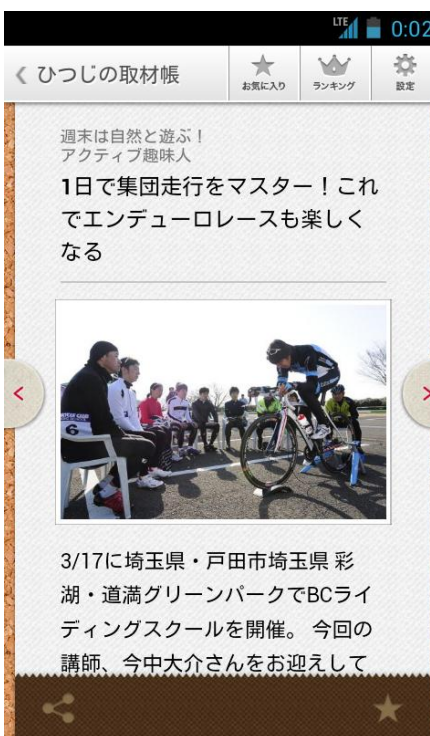 LTE 0:02
ひつじの取材帳
お気に入り
ランキング
設定
週末は自然と遊ぶ！
アクティブ趣味人
1日で集団走行をマスター！これ
でエンデューロレースも楽しく
なる
6
3/17に埼玉県・戸田市埼玉県 彩
湖・道満グリーンパークでBCライ
ディングスクールを開催。 今回の
講師、今中大介さんをお迎えして